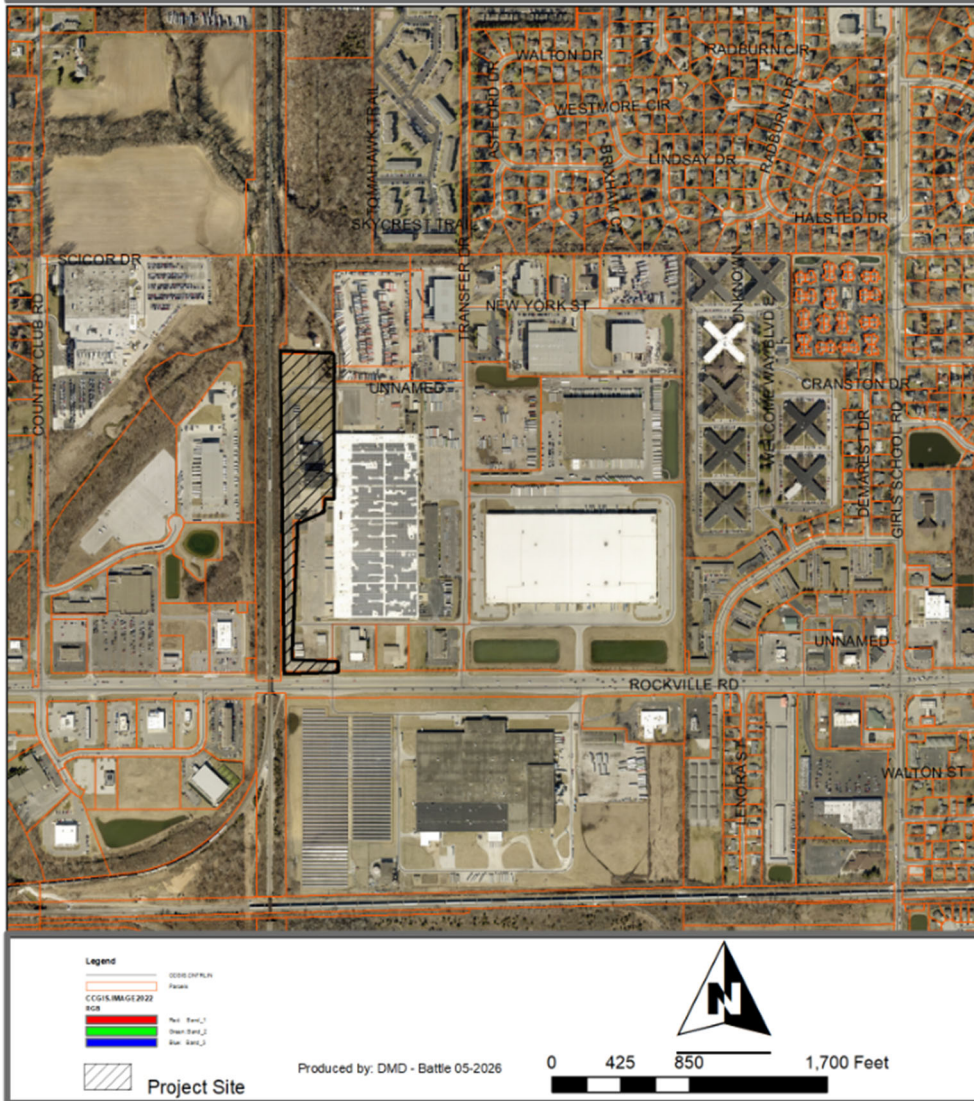 WALTON DR
RADBURN CIR
ASHFORD DR
WESTMORE CIR
RADBURN DR
TOMAHAWK TRAIL
BRIXHAM CT
LINDSAY DR
HALSTED DR
SKYCREST TRAIL
SCICOR DR
TRANSFER DR
UNKNOWN
NEW YORK ST
COUNTRY CLUB RD
WELCOME WAY BLVD E
UNNAMED
CRANSTON DR
DEMAREST DR
GIRLS SCHOOL RD
UNNAMED
ROCKVILLE RD
LENORA ST
WALTON ST
Legend
Parcels
CCGIS.IMAGE2022
RGB
Red: Band_1
Green: Band_2
Blue: Band_3
Project Site
Produced by: DMD - Battle 05-2026
N
0 425 850 1,700 Feet